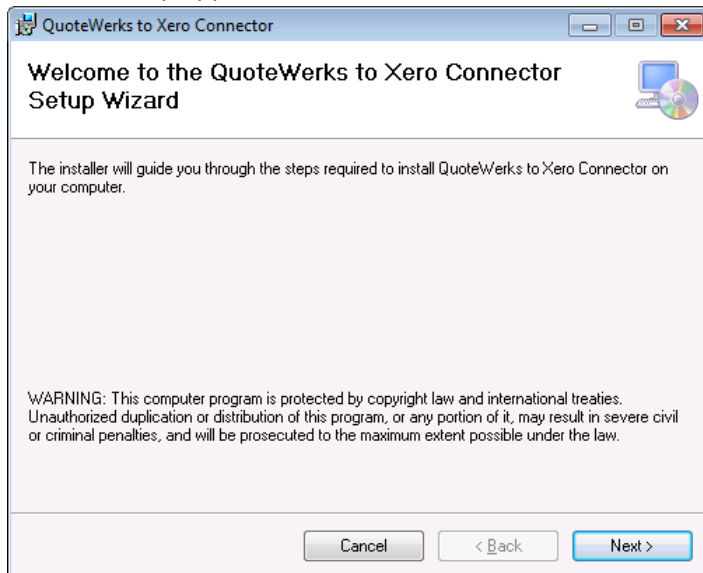 QuoteWerks to Xero Connector
Welcome to the QuoteWerks to Xero Connector
Setup Wizard
The installer will guide you through the steps required to install QuoteWerks to Xero Connector on
your computer.
WARNING: This computer program is protected by copyright law and international treaties.
Unauthorized duplication or distribution of this program, or any portion of it, may result in severe civil
or criminal penalties, and will be prosecuted to the maximum extent possible under the law.
Cancel < Back Next >